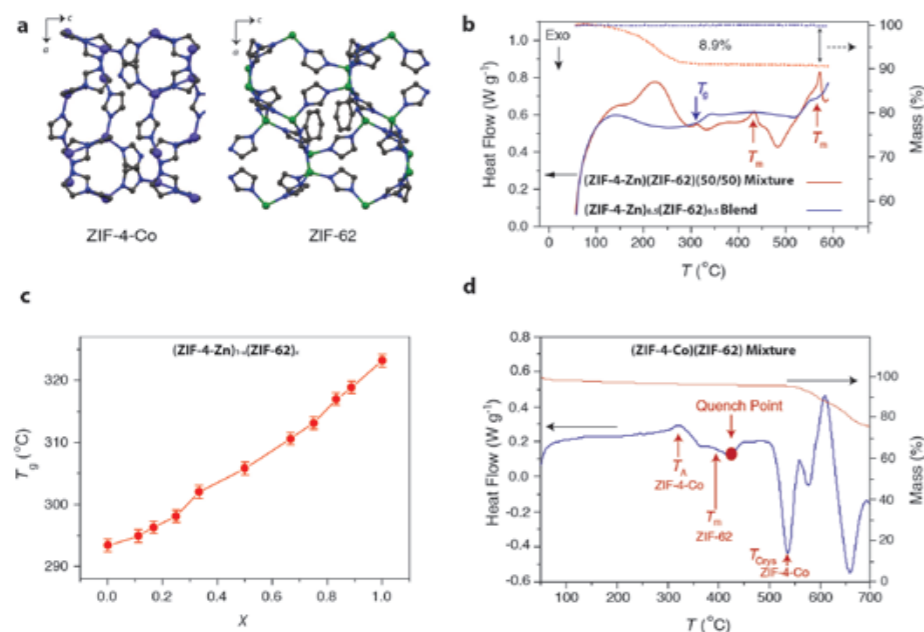 a
c
a
ZIF-4-Co
c
a
ZIF-62
b
Exo
8.9%
Tg
Tm
Tm
(ZIF-4-Zn)(ZIF-62)(50/50) Mixture
(ZIF-4-Zn)0.5(ZIF-62)0.5 Blend
Heat Flow (W g-1)
1.0
0.8
0.6
0.4
0.2
0.0
Mass (%)
100
90
80
70
60
0 100 200 300 400 500 600
T (°C)
c
(ZIF-4-Zn)1-x(ZIF-62)x
Tg (°C)
320
310
300
290
0.0 0.2 0.4 0.6 0.8 1.0
X
d
(ZIF-4-Co)(ZIF-62) Mixture
Quench Point
TA
ZIF-4-Co
Tm
ZIF-62
TCrys
ZIF-4-Co
Heat Flow (W g-1)
0.8
0.6
0.4
0.2
0.0
-0.2
-0.4
-0.6
Mass (%)
100
80
60
40
20
10
0
100 200 300 400 500 600 700
T (°C)